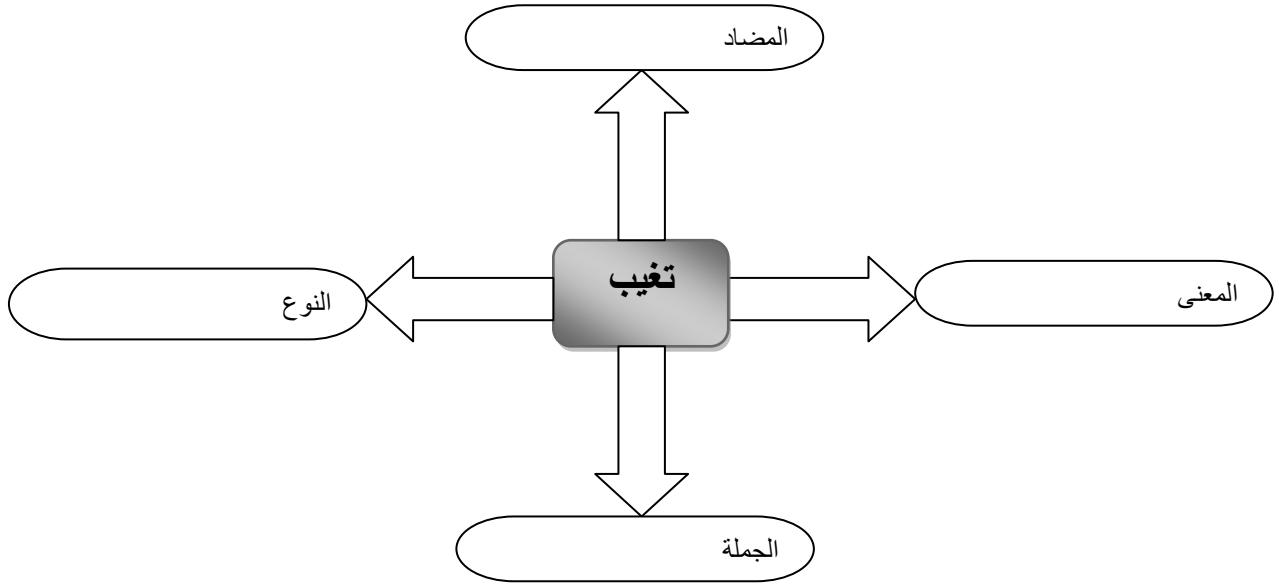 المضاد
تغيب
المعنى
النوع
الجملة